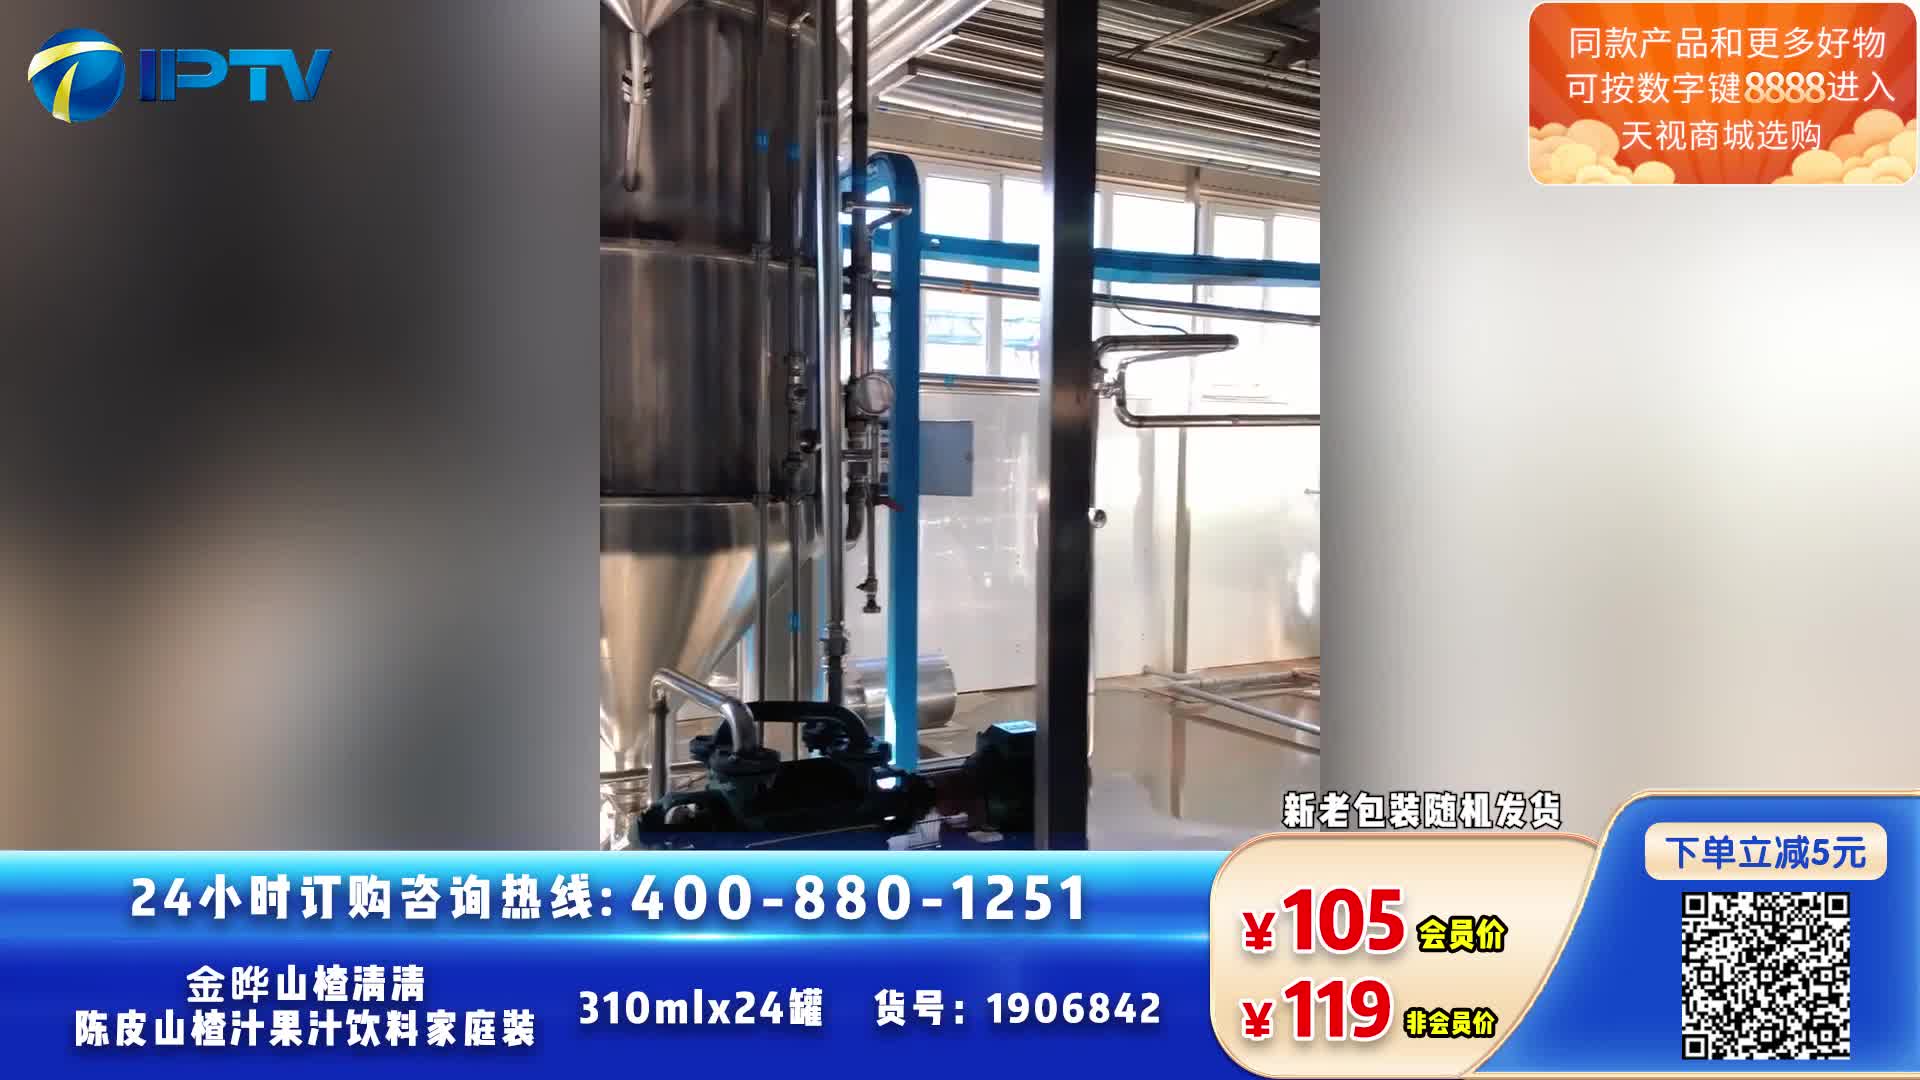 IPTV
同款产品和更多好物
可按数字键8888进入
天视商城选购
新老包装随机发货
下单立减5元
24小时订购咨询热线:400-880-1251
¥105 会员价
金晔山楂清清
陈皮山楂汁果汁饮料家庭装
310mlx24罐
货号：1906842
¥119 非会员价